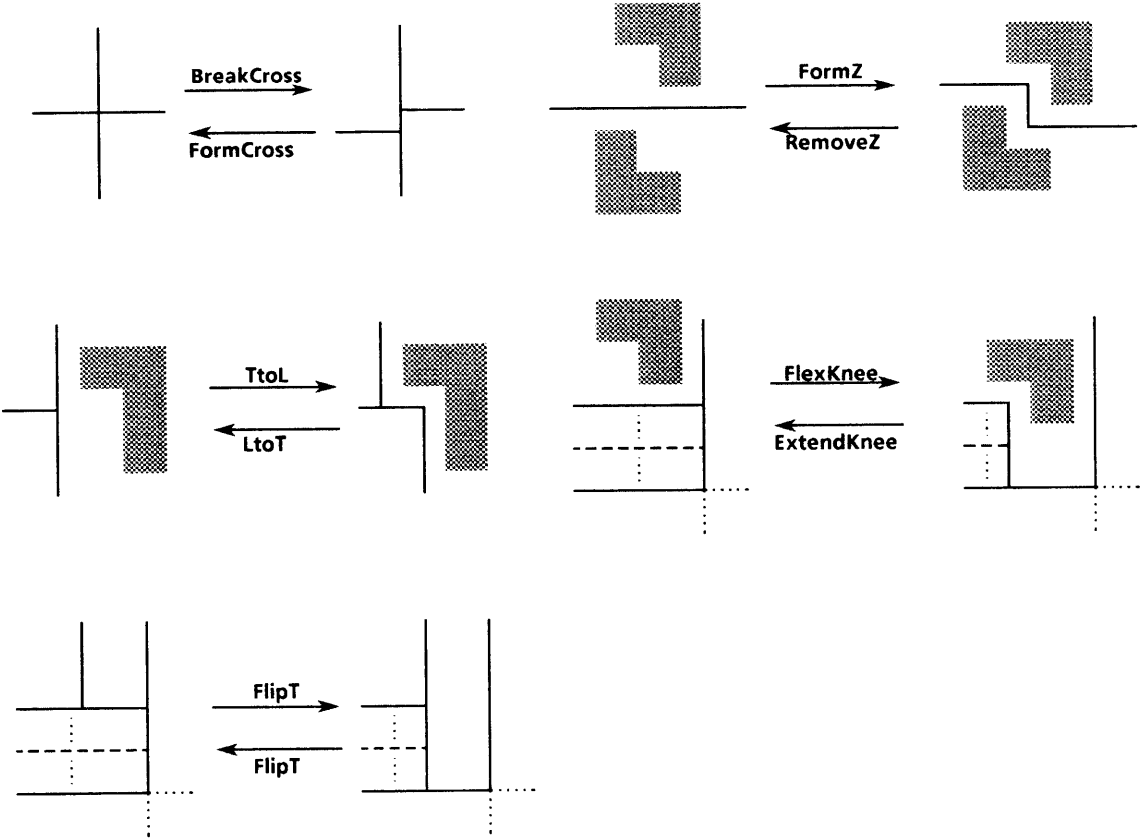 BreakCross
FormCross
FormZ
RemoveZ
TtoL
LtoT
FlexKnee
ExtendKnee
FlipT
FlipT